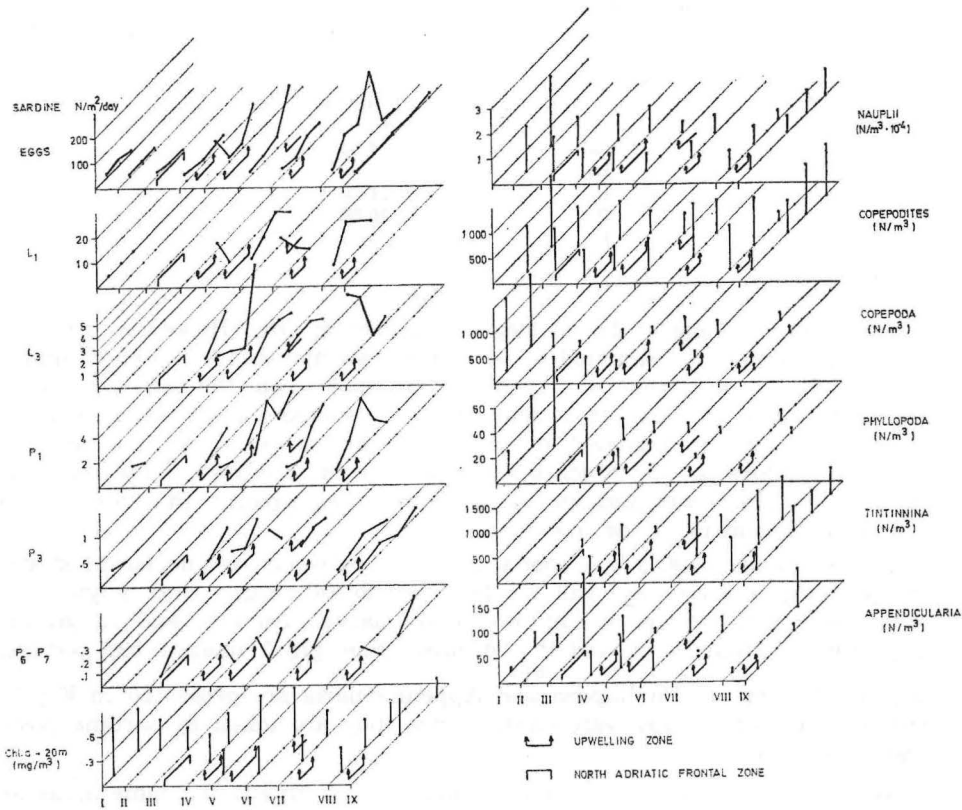 SARDINE N/m²/day
EGGS
200
100
L₁
20
10
L₃
5
4
3
2
1
P₁
4
2
P₃
1
.5
P₆ - P₇
.3
.2
.1
Chl.a - 20m
(mg/m³)
.5
.3
I II III IV V VI VII VIII IX
3
2
1
NAUPLII
(N/m³·10⁻⁴)
1 000
500
COPEPODITES
(N/m³)
1 000
500
COPEPODA
(N/m³)
60
40
20
PHYLLOPODA
(N/m³)
1 500
1 000
500
TINTINNINA
(N/m³)
150
100
50
APPENDICULARIA
(N/m³)
I II III IV V VI VII VIII IX
UPWELLING ZONE
NORTH ADRIATIC FRONTAL ZONE